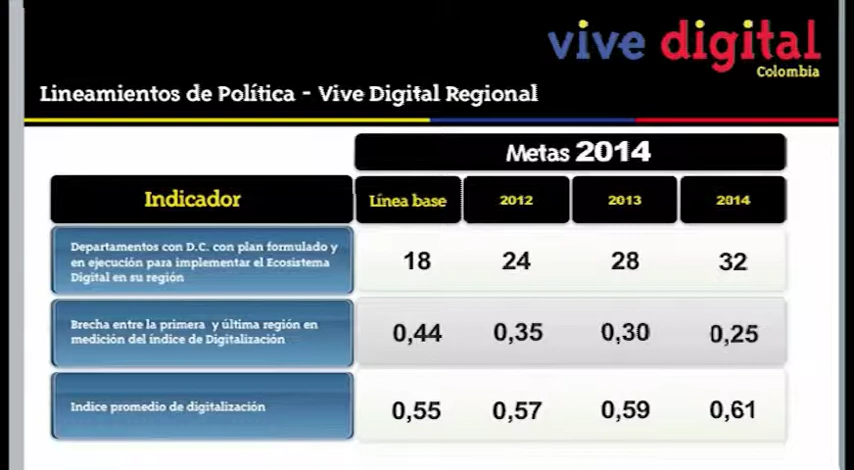 vive digital
Colombia
Lineamientos de Política - Vive Digital Regional
Metas 2014
Indicador
Línea base
2012
2013
2014
Departamentos con D.C. con plan formulado y
en ejecución para implementar el Ecosistema
Digital en su región
18
24
28
32
Brecha entre la primera y última región en
medición del índice de Digitalización
0,44
0,35
0,30
0,25
Indice promedio de digitalización
0,55
0,57
0,59
0,61